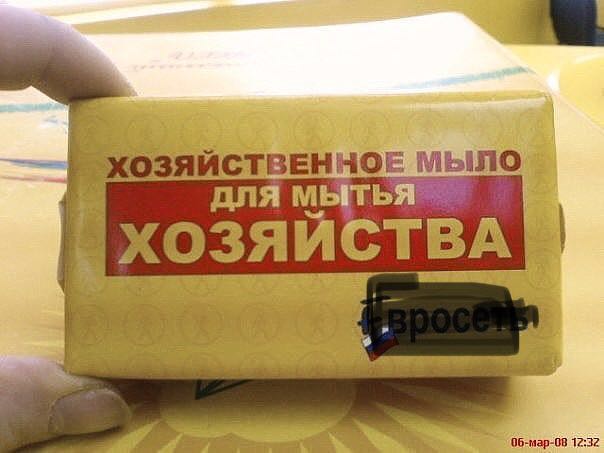 ХОЗЯЙСТВЕННОЕ МЫЛО
ДЛЯ МЫТЬЯ
ХОЗЯЙСТВА
Евросеть
06-мар-08 12:32